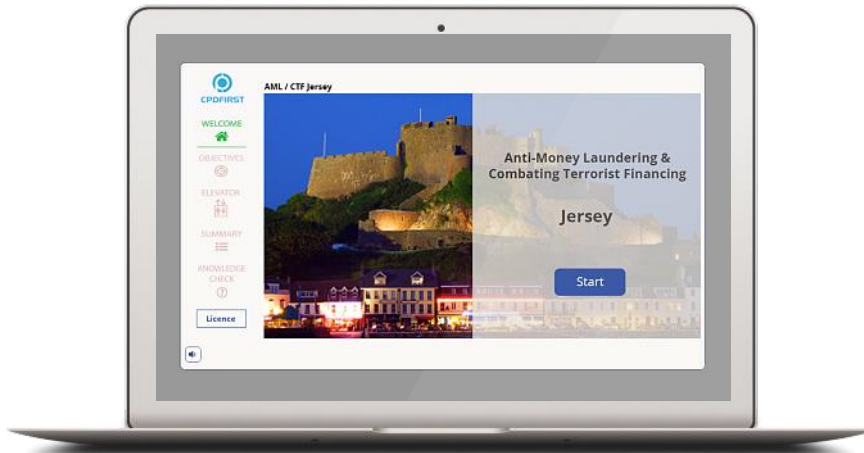 CPDFIRST
AML / CTF Jersey
WELCOME
OBJECTIVES
ELEVATOR
SUMMARY
KNOWLEDGE
CHECK
Licence
Anti-Money Laundering &
Combating Terrorist Financing
Jersey
Start